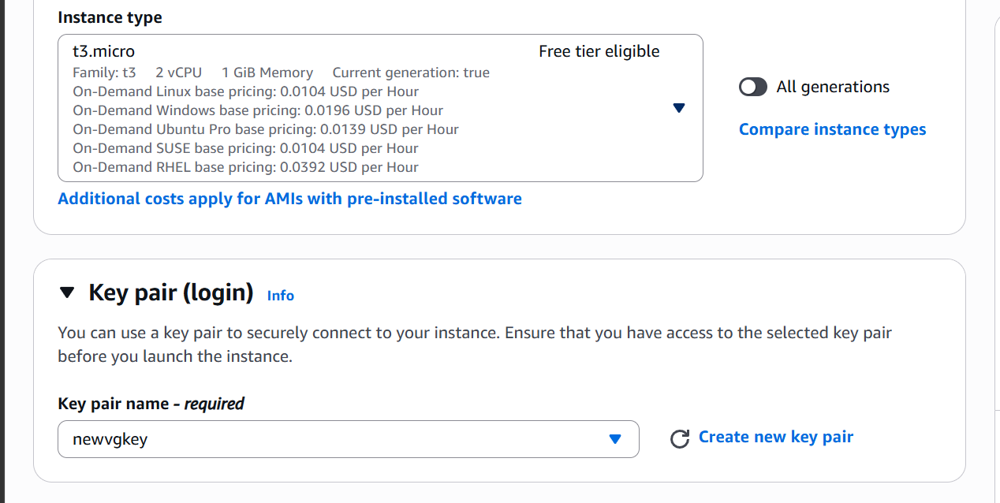 Instance type
t3.micro Free tier eligible
Family: t3 2 vCPU 1 GiB Memory Current generation: true
On-Demand Linux base pricing: 0.0104 USD per Hour
On-Demand Windows base pricing: 0.0196 USD per Hour
On-Demand Ubuntu Pro base pricing: 0.0139 USD per Hour
On-Demand SUSE base pricing: 0.0104 USD per Hour
On-Demand RHEL base pricing: 0.0392 USD per Hour
All generations
Compare instance types
Additional costs apply for AMIs with pre-installed software
Key pair (login) Info
You can use a key pair to securely connect to your instance. Ensure that you have access to the selected key pair
before you launch the instance.
Key pair name - required
newvgkey
Create new key pair